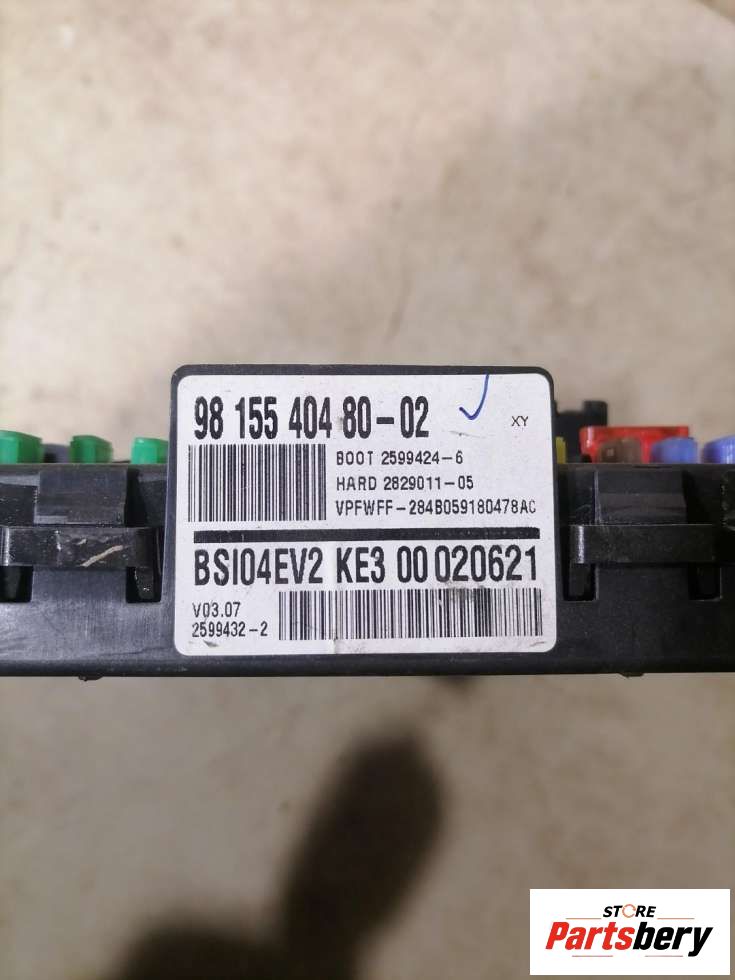 98 155 404 80-02
XY
BOOT 2599424-6
HARD 2829011-05
VPFWFF-284B059180478AC
BSI04EV2 KE3 00 020621
V03.07
2599432-2
STORE
Partsbery